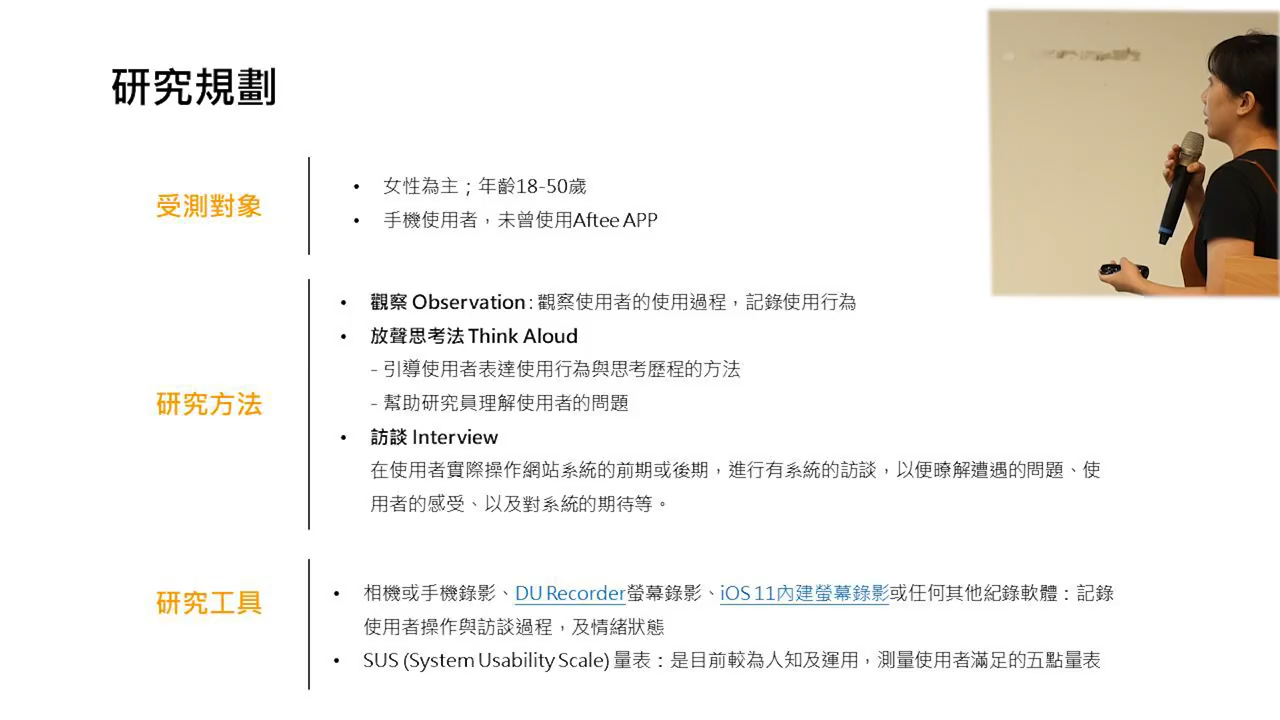 研究規劃
受測對象
• 女性為主；年齡18-50歲
• 手機使用者，未曾使用Aftee APP
研究方法
• 觀察 Observation : 觀察使用者的使用過程，記錄使用行為
• 放聲思考法 Think Aloud
- 引導使用者表達使用行為與思考歷程的方法
- 幫助研究員理解使用者的問題
• 訪談 Interview
在使用者實際操作網站系統的前期或後期，進行有系統的訪談，以便暸解遭遇的問題、使
用者的感受、以及對系統的期待等。
研究工具
• 相機或手機錄影、DU Recorder螢幕錄影、iOS 11內建螢幕錄影或任何其他紀錄軟體：記錄
使用者操作與訪談過程，及情緒狀態
• SUS (System Usability Scale) 量表：是目前較為人知及運用，測量使用者滿足的五點量表